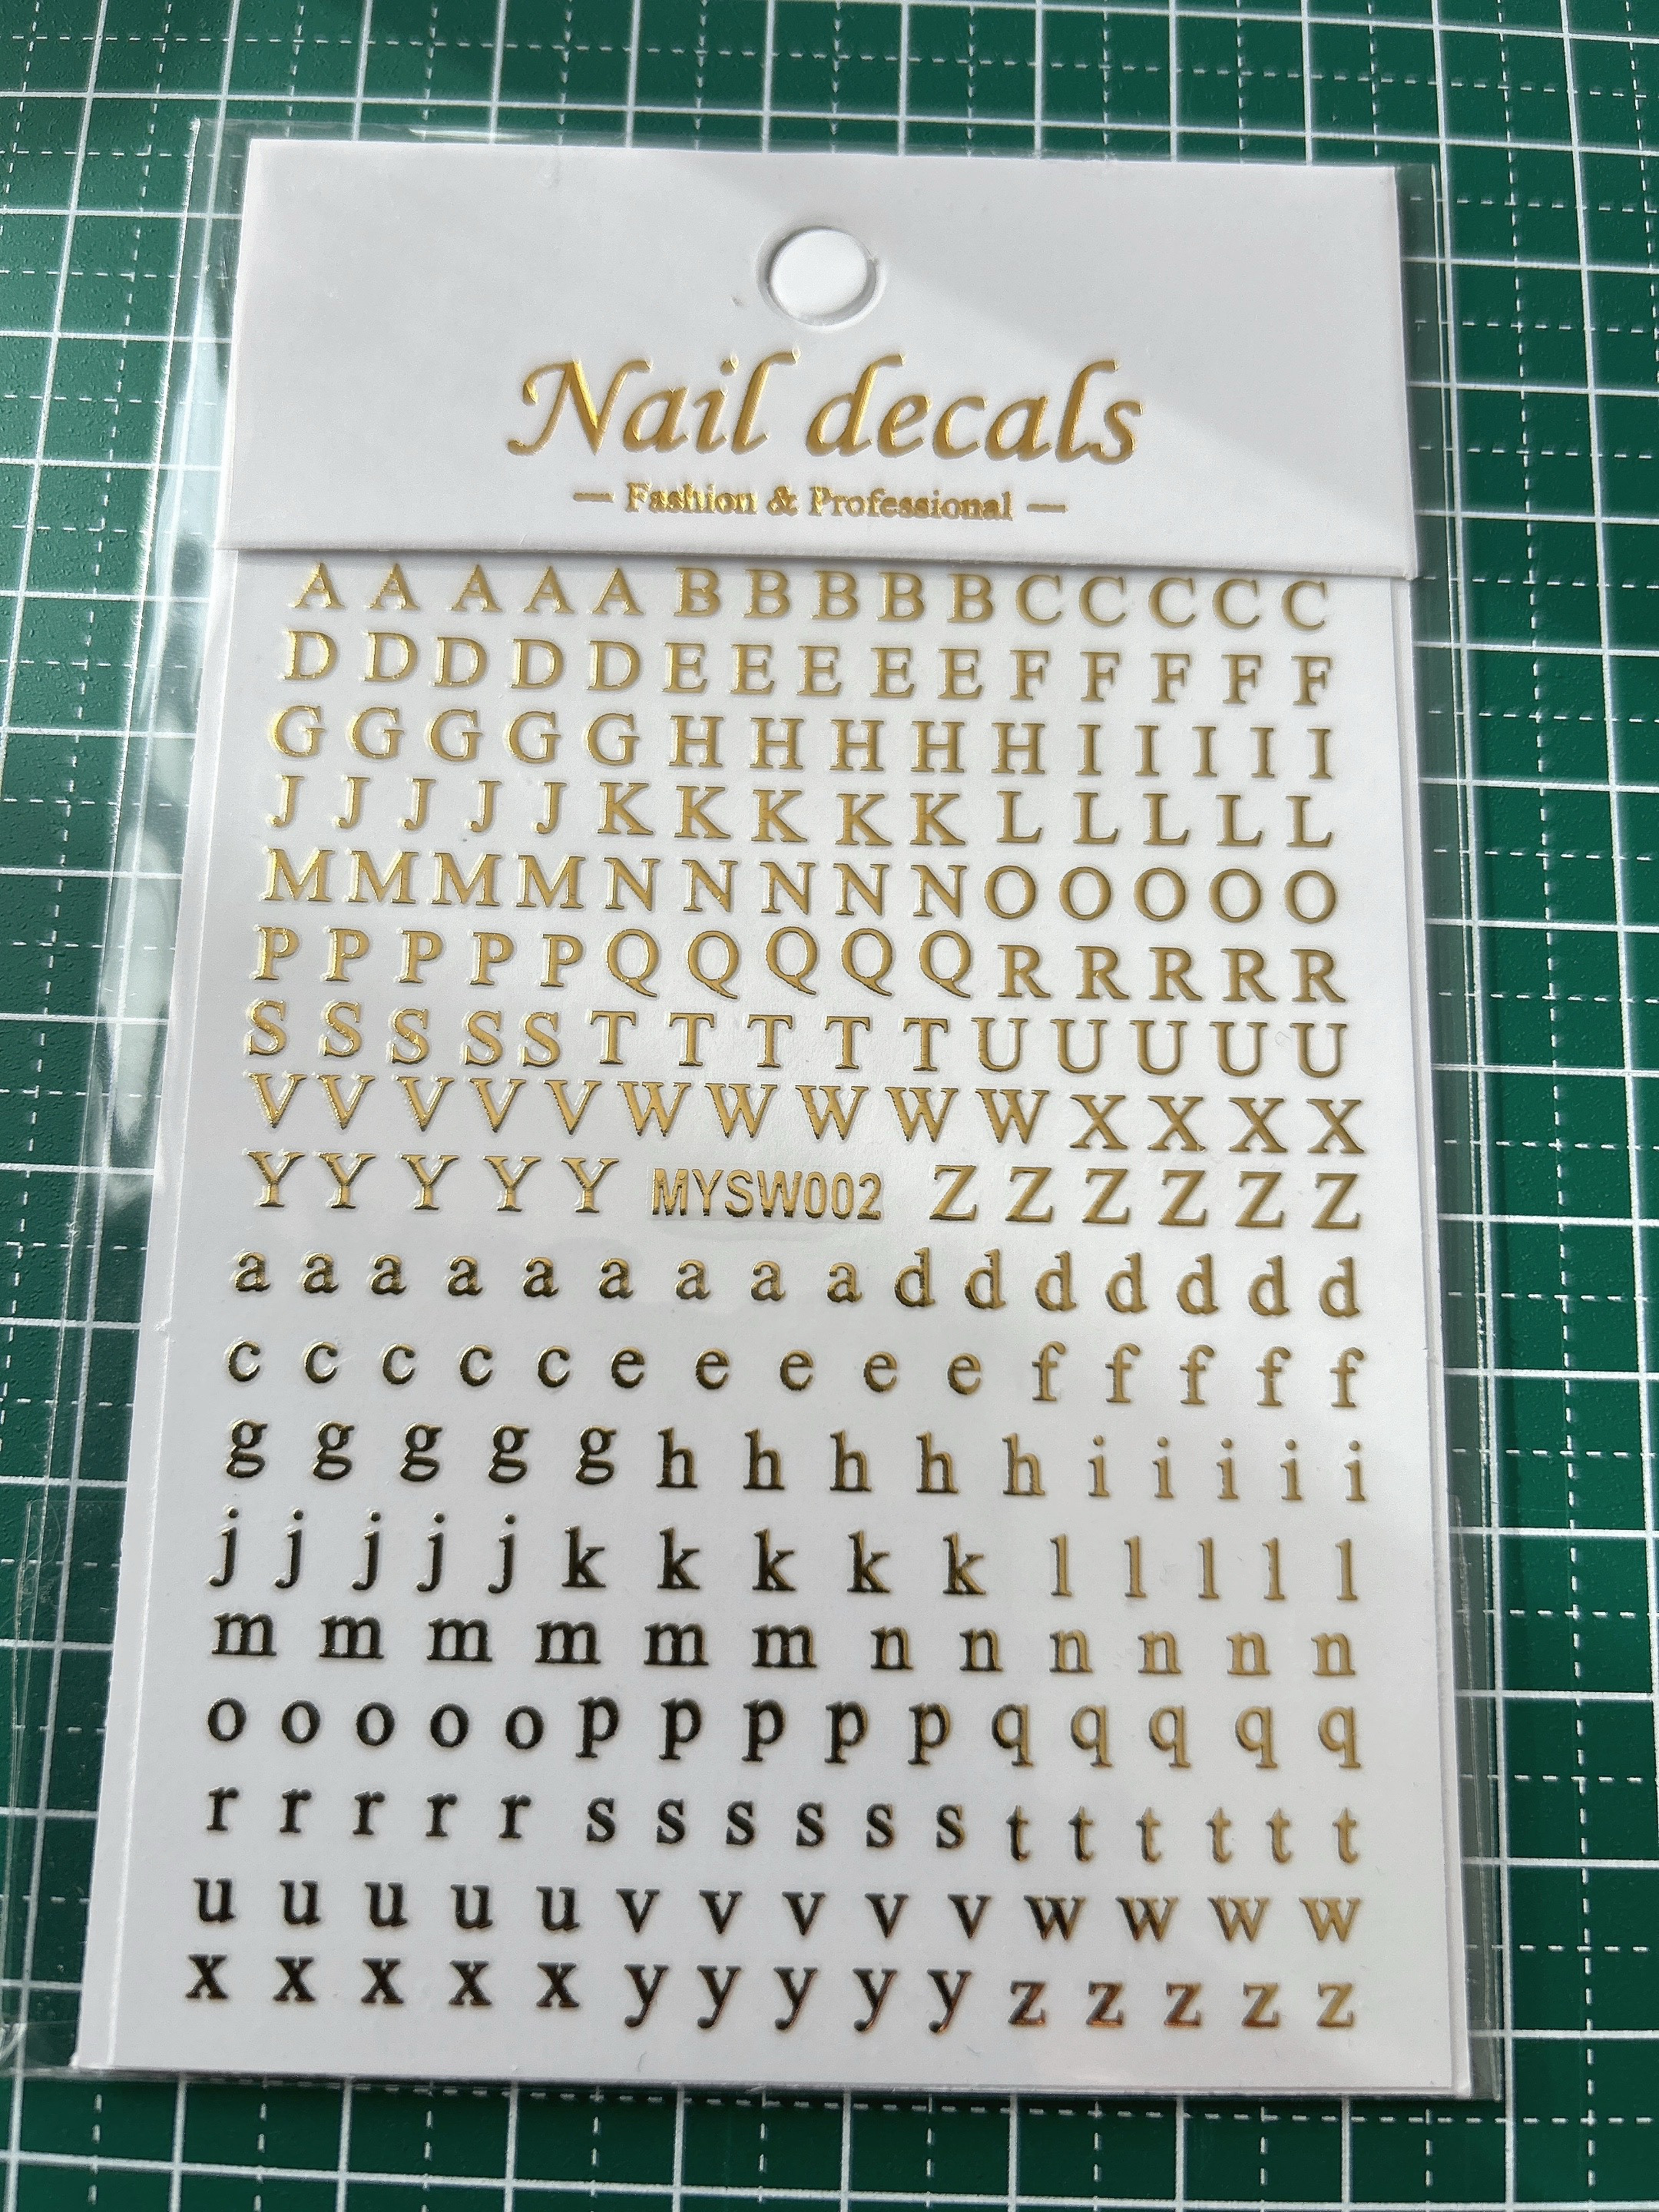 Nail decals
— Fashion & Professional —
A A A A A B B B B B C C C C C
D D D D D E E E E E F F F F F
G G G G G H H H H H I I I I I
J J J J J K K K K K L L L L L
M M M M N N N N N O O O O O
P P P P P Q Q Q Q Q R R R R R
S S S S S T T T T T U U U U U
V V V V V W W W W W X X X X
Y Y Y Y Y MYSW002 Z Z Z Z Z Z
a a a a a a a a a d d d d d d d
c c c c c e e e e e f f f f f
g g g g g h h h h h i i i i i
j j j j j k k k k k l l l l l
m m m m m m n n n n n n
o o o o o p p p p p q q q q q
r r r r r s s s s s s t t t t t t
u u u u u v v v v v w w w w
x x x x x y y y y y z z z z z